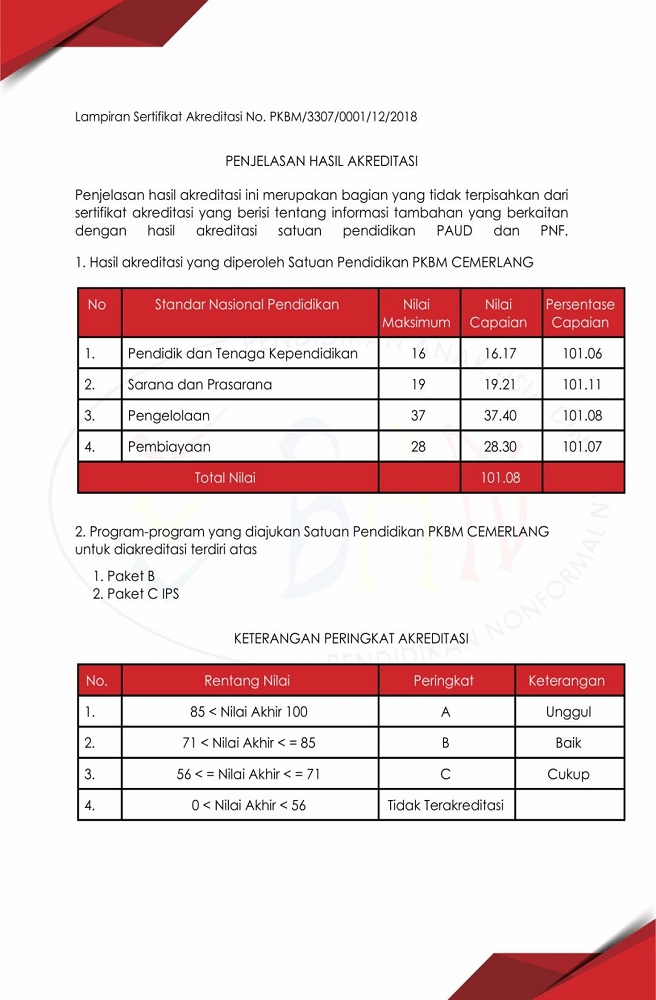 Lampiran Sertifikat Akreditasi No. PKBM/3307/0001/12/2018
PENJELASAN HASIL AKREDITASI
Penjelasan hasil akreditasi ini merupakan bagian yang tidak terpisahkan dari
sertifikat akreditasi yang berisi tentang informasi tambahan yang berkaitan
dengan hasil akreditasi satuan pendidikan PAUD dan PNF.
1. Hasil akreditasi yang diperoleh Satuan Pendidikan PKBM CEMERLANG
No Standar Nasional Pendidikan Nilai Maksimum Nilai Capaian Persentase Capaian
1. Pendidik dan Tenaga Kependidikan 16 16.17 101.06
2. Sarana dan Prasarana 19 19.21 101.11
3. Pengelolaan 37 37.40 101.08
4. Pembiayaan 28 28.30 101.07
Total Nilai 101.08
2. Program-program yang diajukan Satuan Pendidikan PKBM CEMERLANG
untuk diakreditasi terdiri atas
1. Paket B
2. Paket C IPS
KETERANGAN PERINGKAT AKREDITASI
No. Rentang Nilai Peringkat Keterangan
1. 85 < Nilai Akhir 100 A Unggul
2. 71 < Nilai Akhir < = 85 B Baik
3. 56 < = Nilai Akhir < = 71 C Cukup
4. 0 < Nilai Akhir < 56 Tidak Terakreditasi